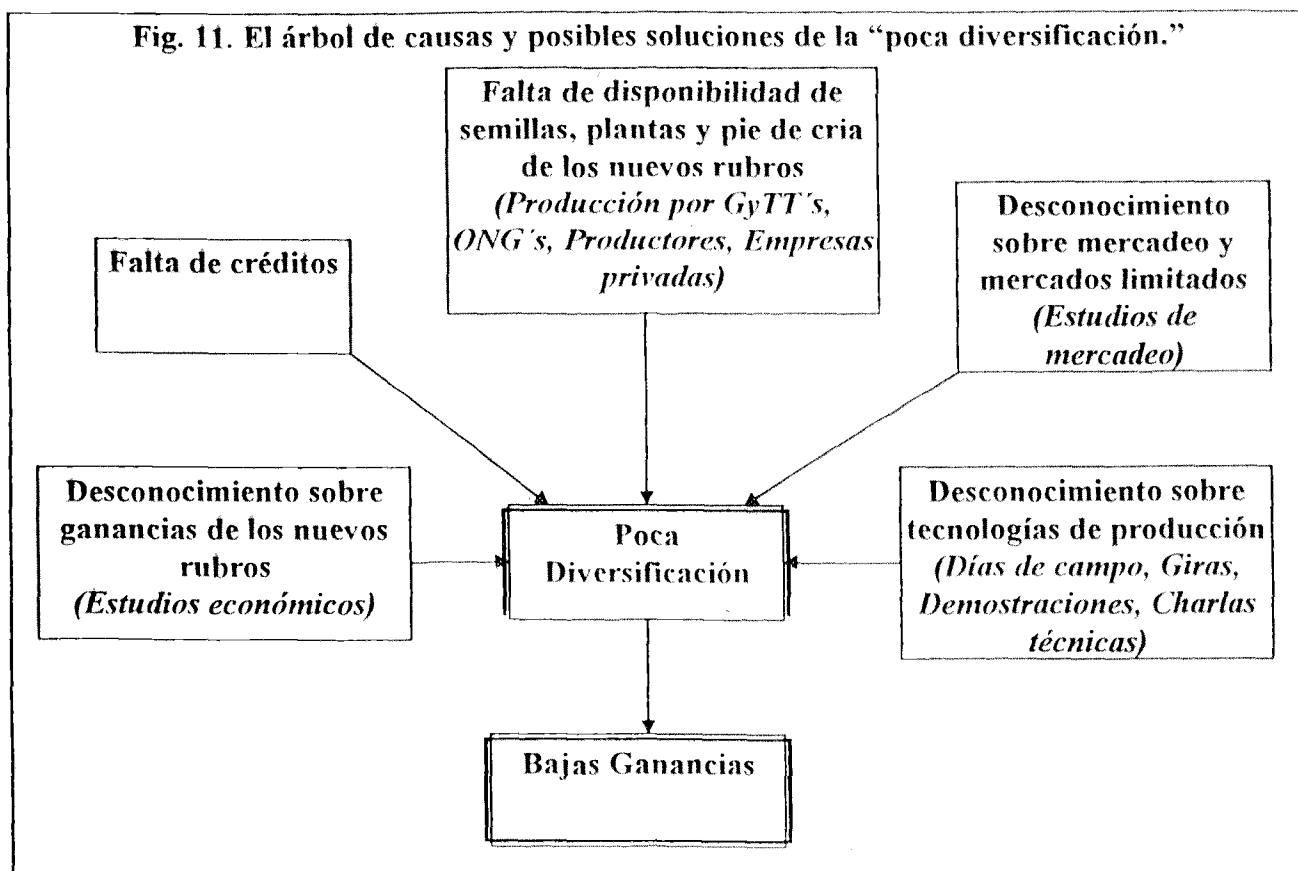 Fig. 11. El árbol de causas y posibles soluciones de la “poca diversificación.”
Falta de disponibilidad de
semillas, plantas y pie de cria
de los nuevos rubros
(Producción por GyTT´s,
ONG´s, Productores, Empresas
privadas)
Desconocimiento
sobre mercadeo y
mercados limitados
(Estudios de
mercadeo)
Falta de créditos
Desconocimiento sobre
ganancias de los nuevos
rubros
(Estudios económicos)
Poca
Diversificación
Desconocimiento sobre
tecnologías de producción
(Días de campo, Giras,
Demostraciones, Charlas
técnicas)
Bajas Ganancias